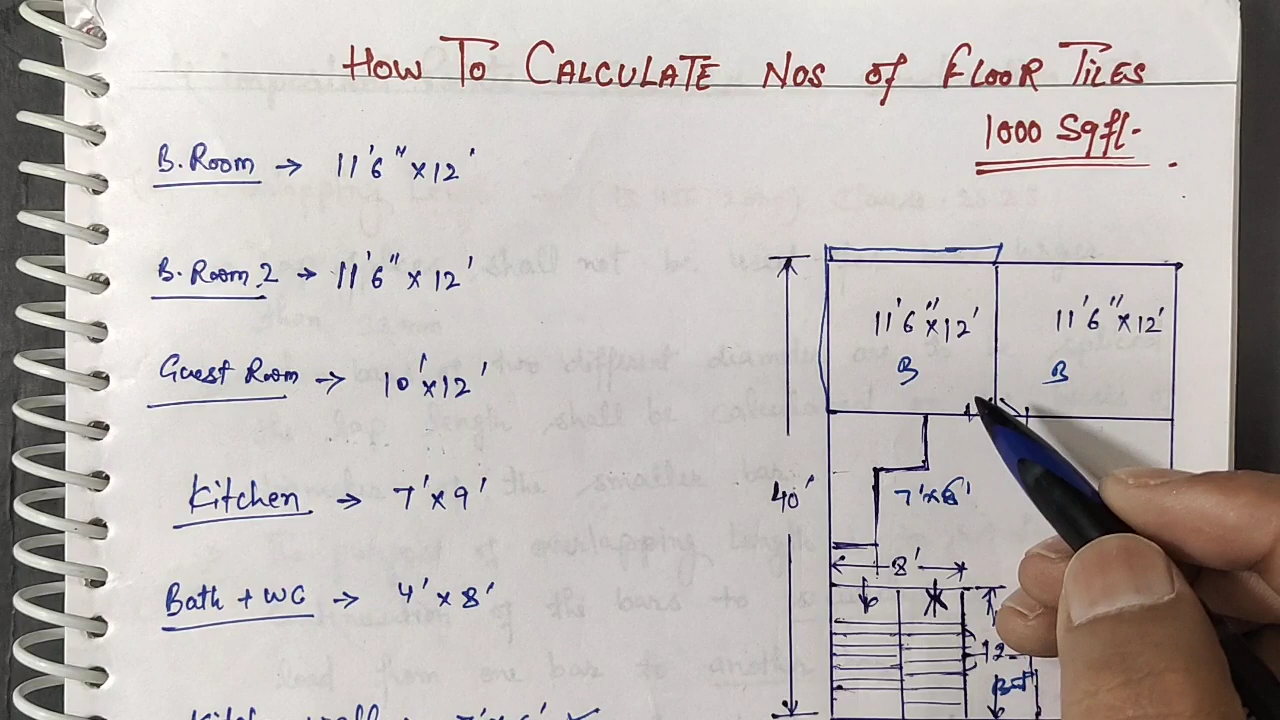 HOW TO CALCULATE NOS Of FLOOR TILES
1000 Sqft.
B. Room → 11'6" x 12'
B. Room 2 → 11'6" x 12'
Guest Room → 10' x 12'
Kitchen → 7' x 9'
Bath + WC → 4' x 8'
11'6" x 12'
B
11'6" x 12'
B
40'
8'
12